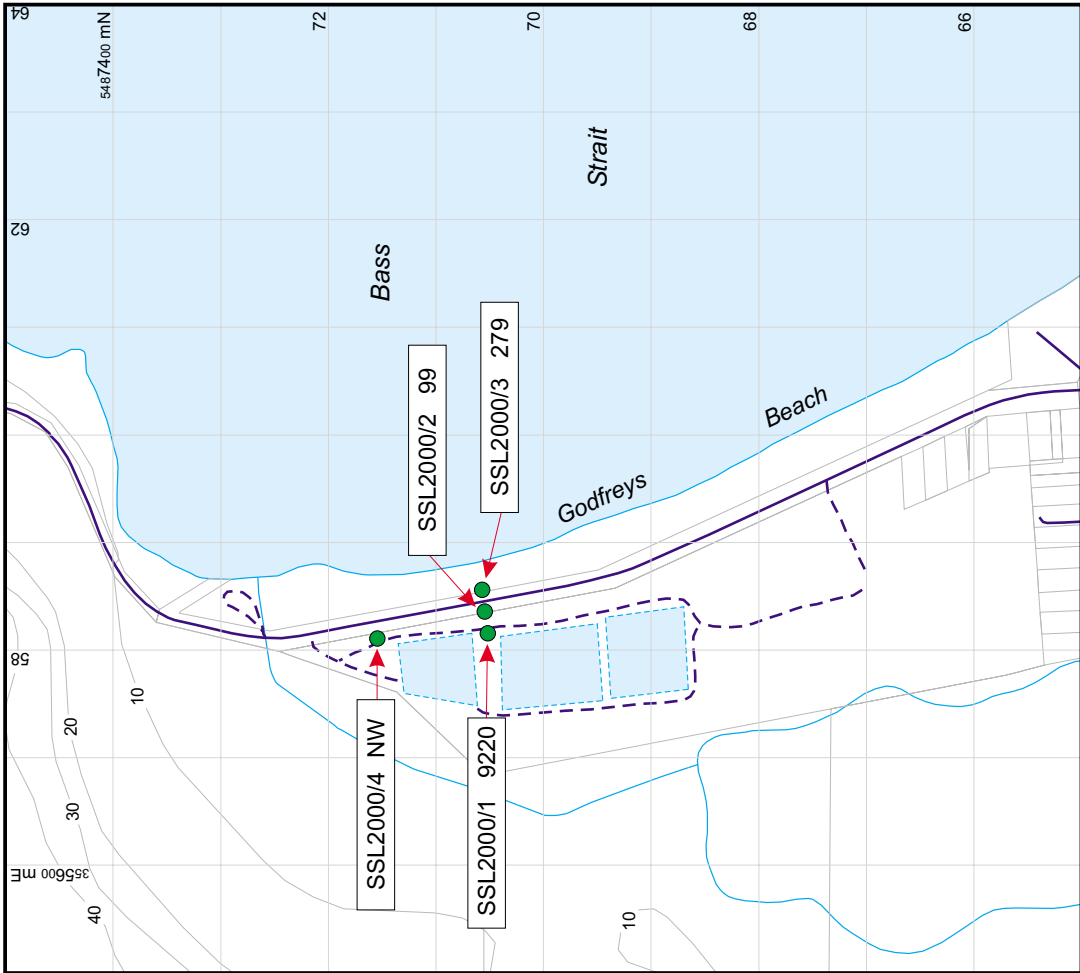 64
5487400 mN
72
70
68
66
62
Bass
Strait
SSL2000/2 99
SSL2000/3 279
Godfreys
Beach
58
10
20
30
355600 mE
40
SSL2000/4 NW
SSL2000/1 9220
10